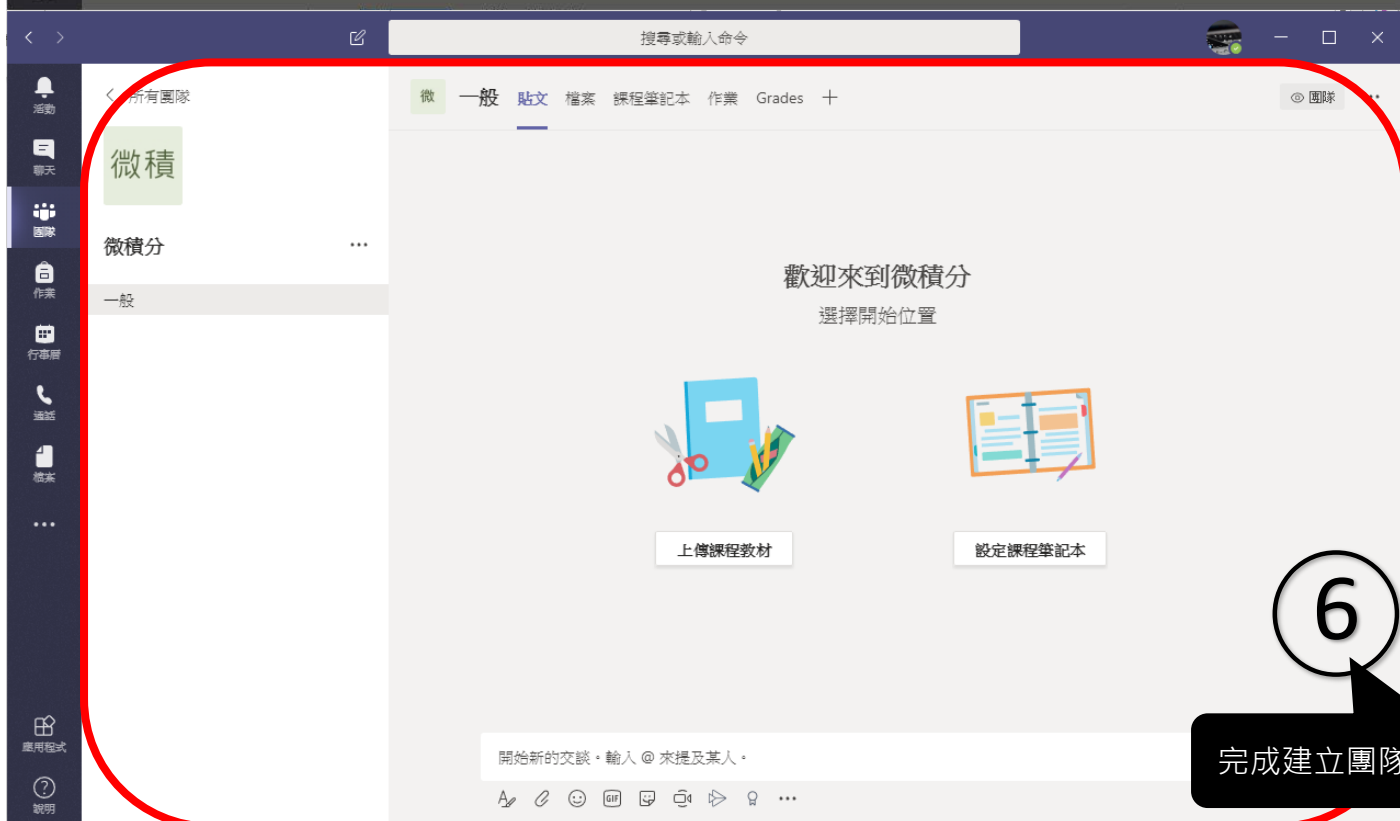 搜尋或輸入命令
活動
聊天
團隊
作業
行事曆
通話
檔案
應用程式
說明
所有團隊
微積
微積分
一般
微 一般 貼文 檔案 課程筆記本 作業 Grades
團隊
歡迎來到微積分
選擇開始位置
上傳課程教材
設定課程筆記本
6
完成建立團隊
開始新的交談。輸入 @ 來提及某人。
GIF